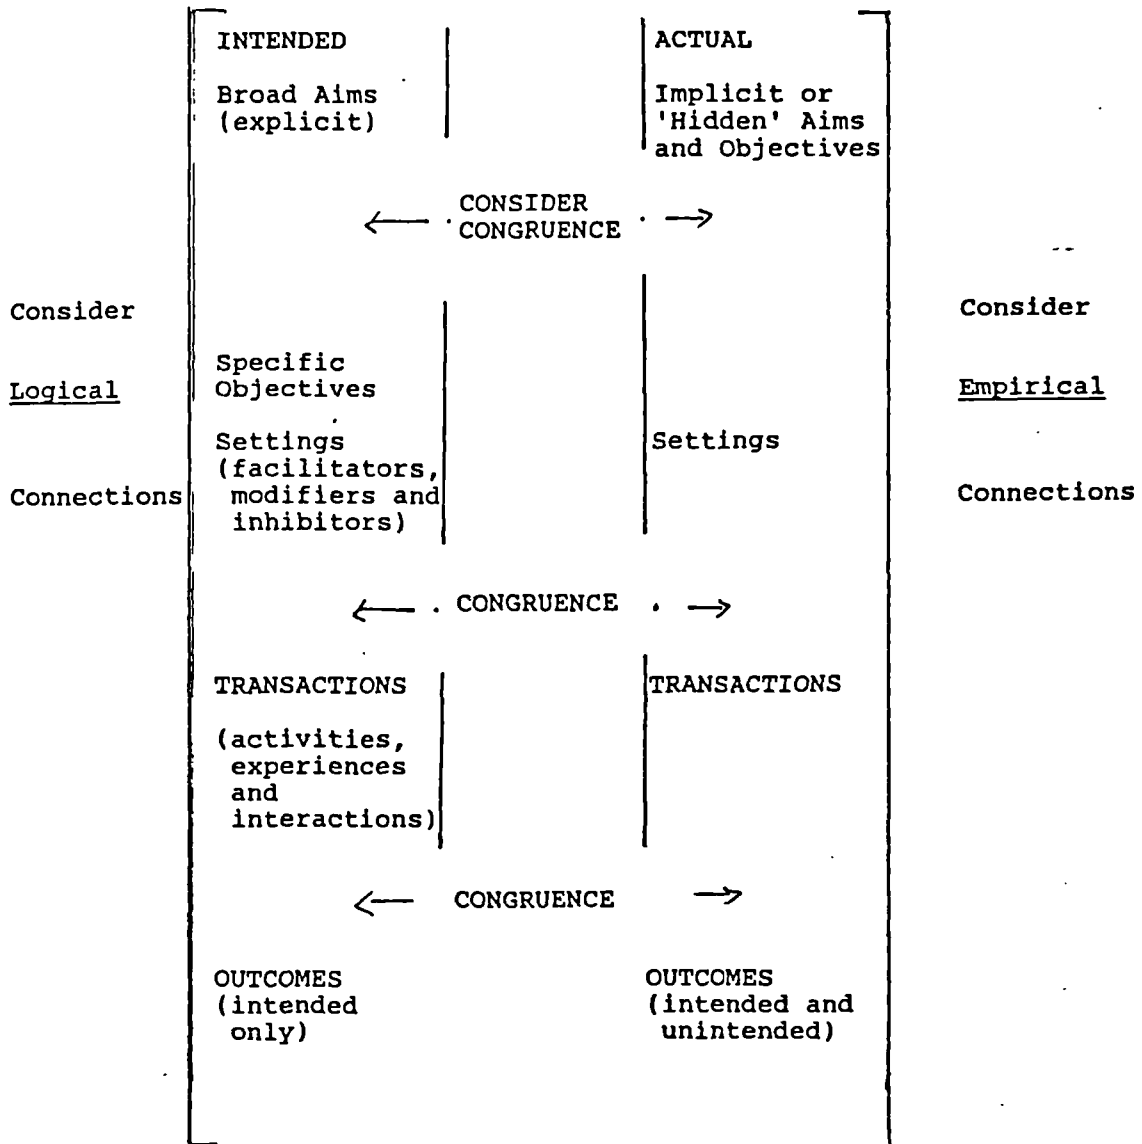 INTENDED
ACTUAL
Broad Aims
(explicit)
Implicit or
'Hidden' Aims
and Objectives
CONSIDER
CONGRUENCE
Consider
Logical
Connections
Consider
Empirical
Connections
Specific
Objectives
Settings
(facilitators,
modifiers and
inhibitors)
Settings
CONGRUENCE
TRANSACTIONS
(activities,
experiences
and
interactions)
TRANSACTIONS
CONGRUENCE
OUTCOMES
(intended
only)
OUTCOMES
(intended and
unintended)